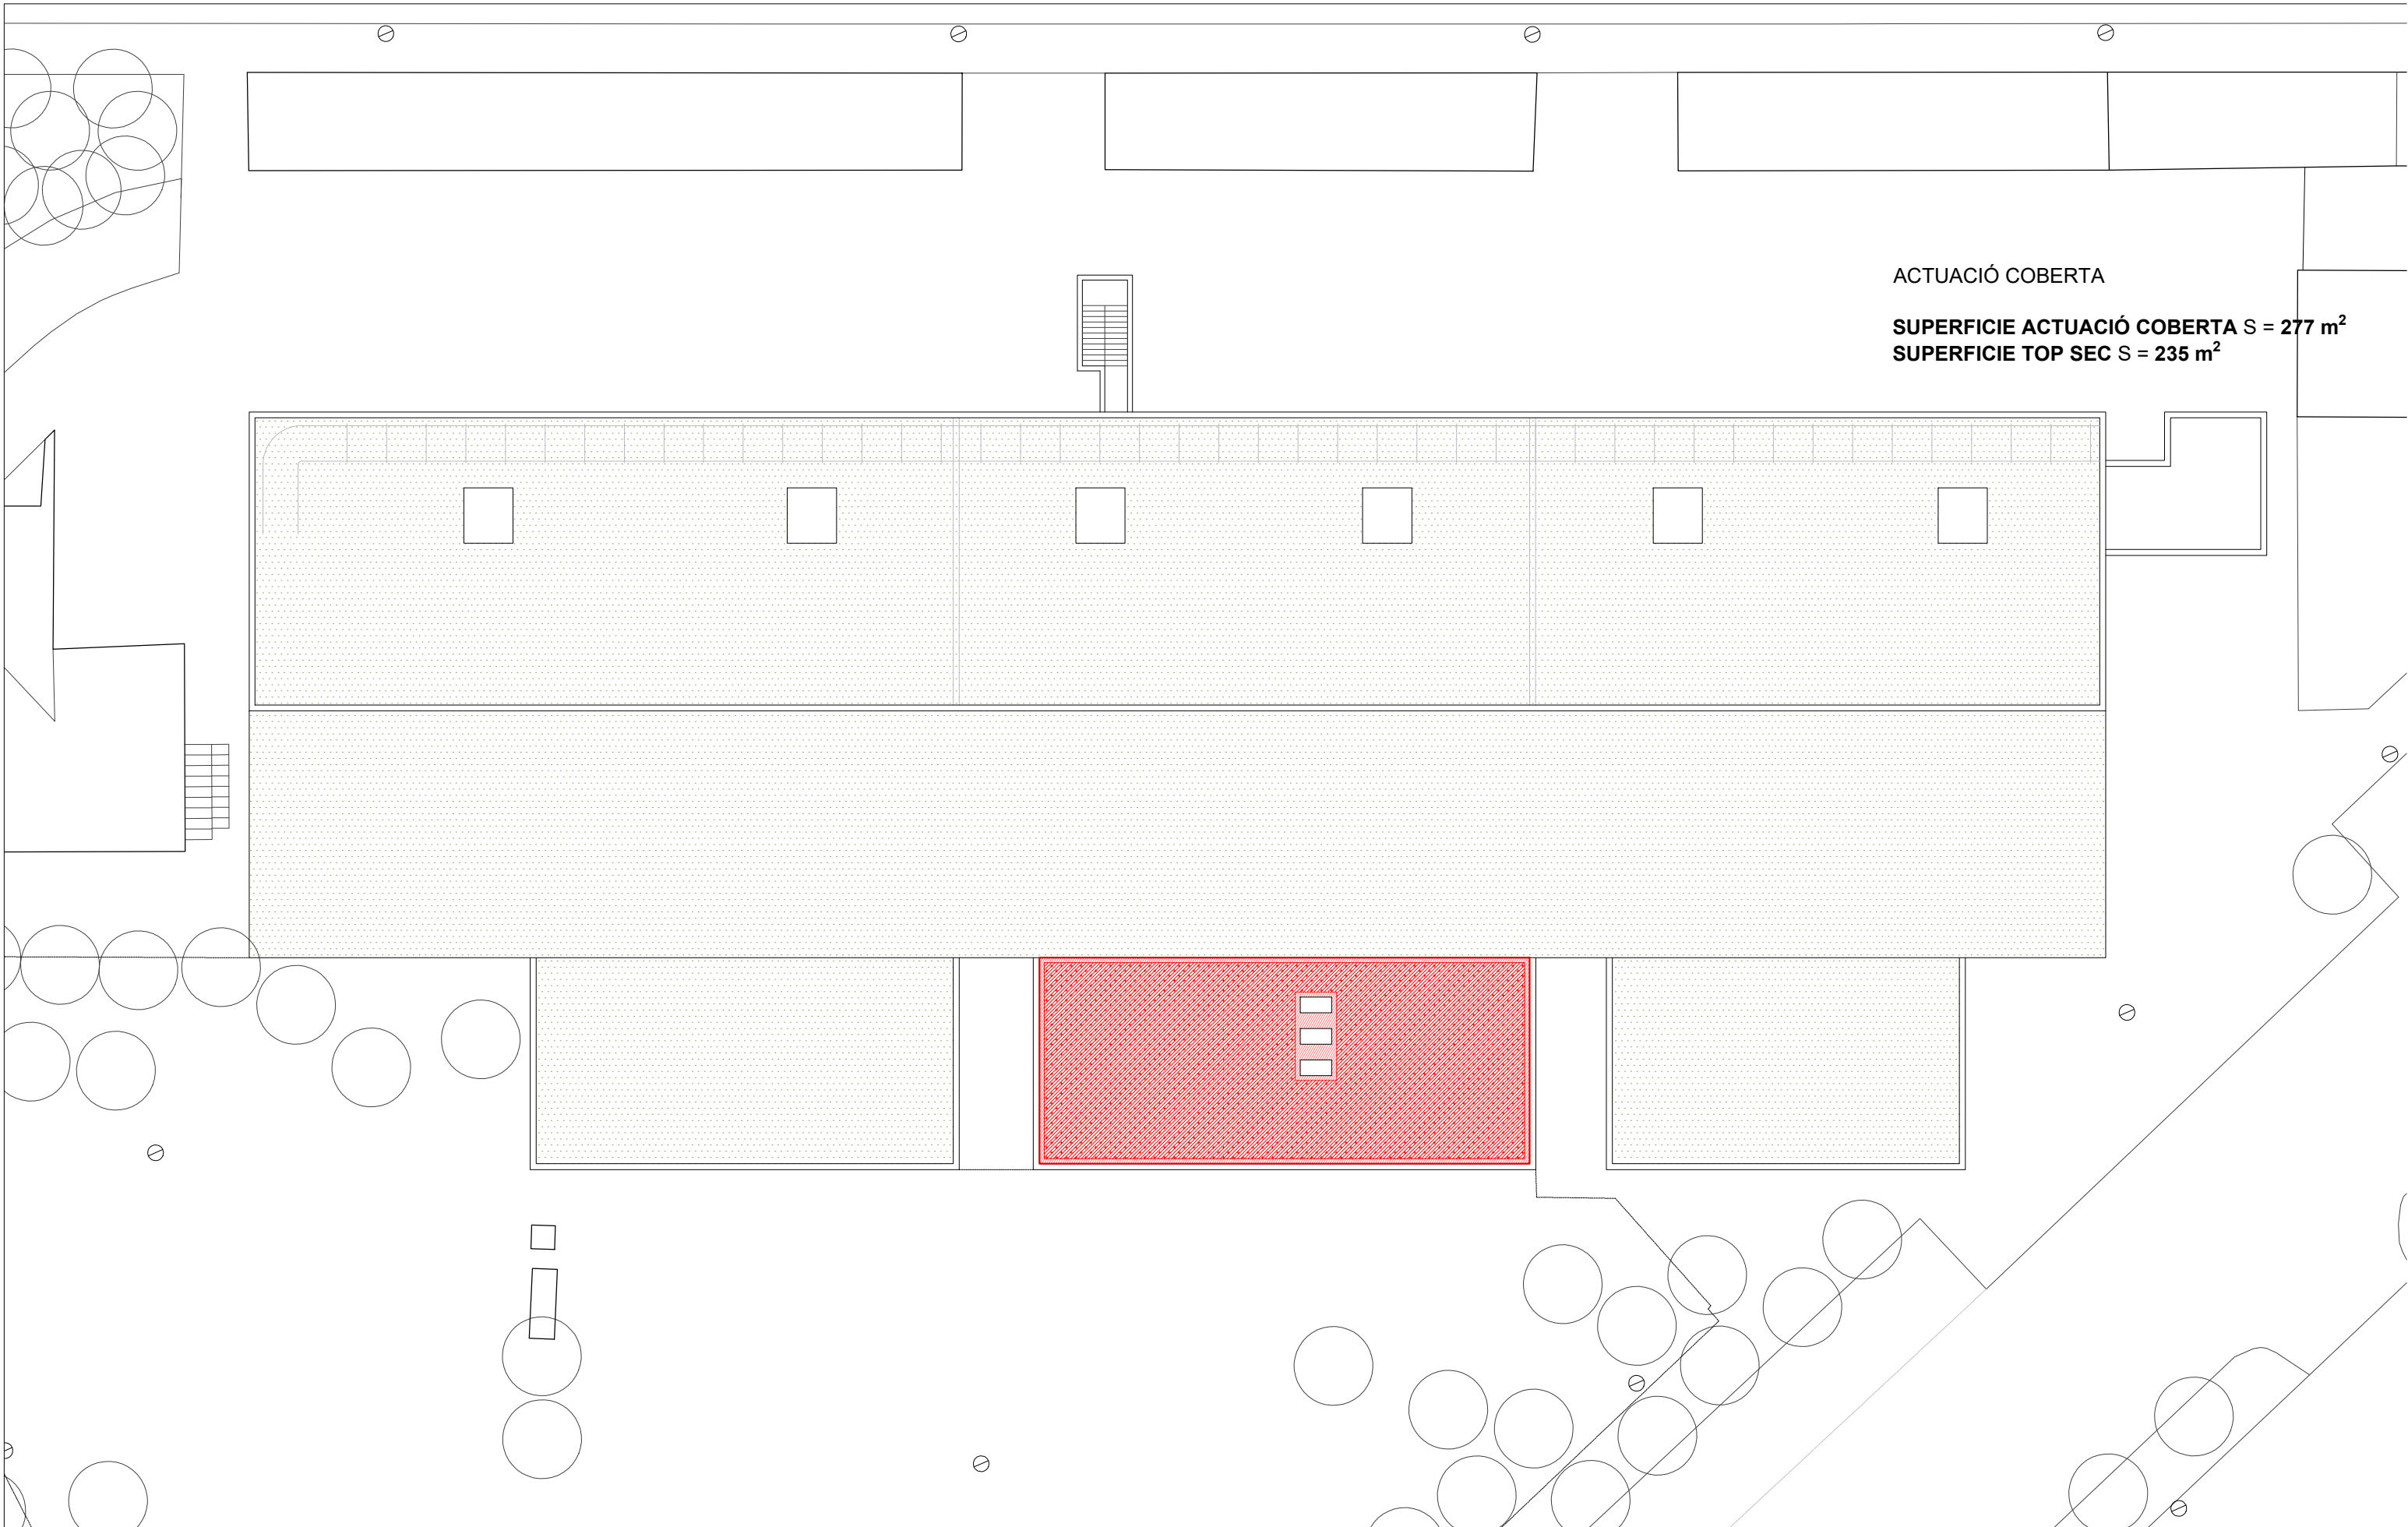 ACTUACIÓ COBERTA
SUPERFICIE ACTUACIÓ COBERTA S = 277 m²
SUPERFICIE TOP SEC S = 235 m²